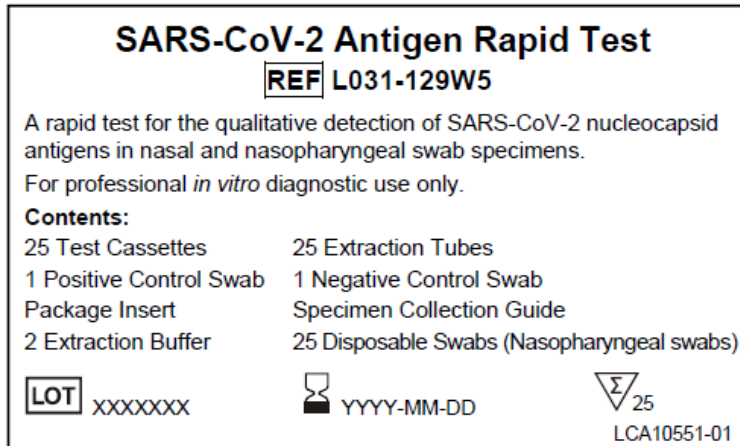 SARS-CoV-2 Antigen Rapid Test
REF L031-129W5
A rapid test for the qualitative detection of SARS-CoV-2 nucleocapsid
antigens in nasal and nasopharyngeal swab specimens.
For professional in vitro diagnostic use only.
Contents:
25 Test Cassettes 25 Extraction Tubes
1 Positive Control Swab 1 Negative Control Swab
Package Insert Specimen Collection Guide
2 Extraction Buffer 25 Disposable Swabs (Nasopharyngeal swabs)
LOT XXXXXXX YYYY-MM-DD Σ 25
LCA10551-01